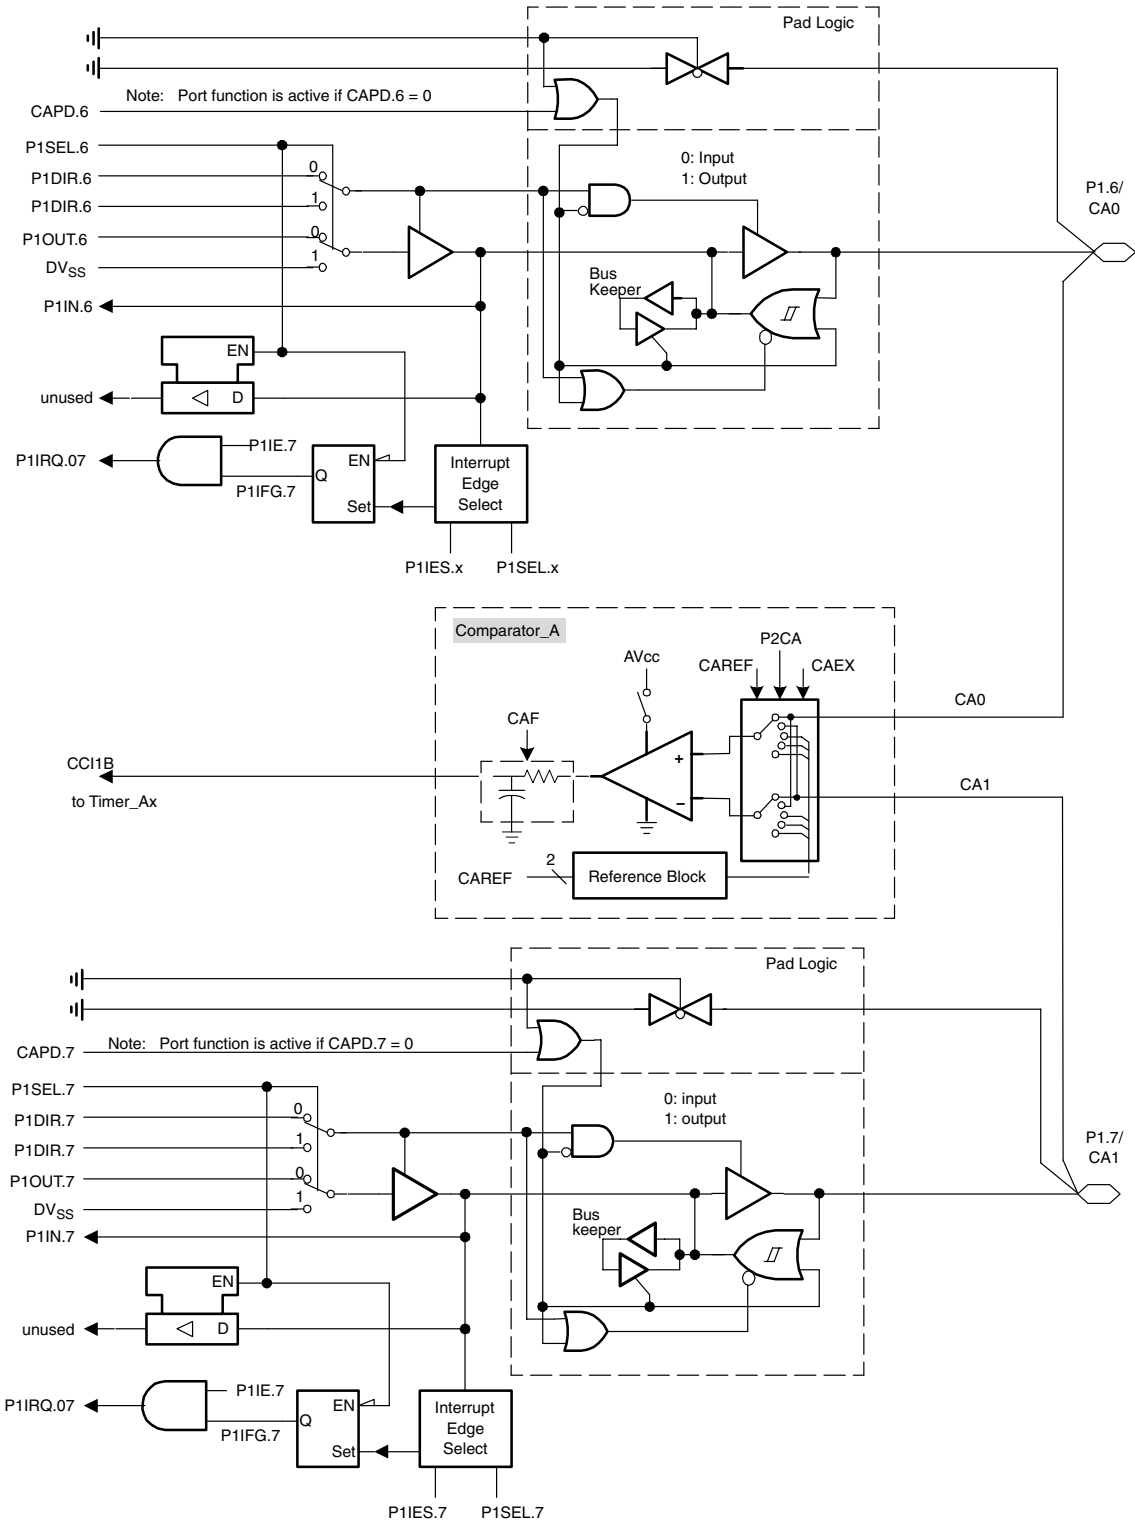 Pad Logic
Note: Port function is active if CAPD.6 = 0
CAPD.6
P1SEL.6
0
P1DIR.6
1
P1DIR.6
0: Input
1: Output
P1.6/
CA0
0
P1OUT.6
1
DVSS
Bus
Keeper
P1IN.6
EN
unused
D
P1IE.7
P1IRQ.07
P1IFG.7
EN
Q
Set
Interrupt
Edge
Select
P1IES.x
P1SEL.x
Comparator_A
P2CA
AVcc
CAREF
CAEX
CA0
CAF
+
CCI1B
to Timer_Ax
CA1
−
2
CAREF
Reference Block
Pad Logic
Note: Port function is active if CAPD.7 = 0
CAPD.7
P1SEL.7
0
P1DIR.7
1
P1DIR.7
0: input
1: output
P1.7/
CA1
0
P1OUT.7
1
DVSS
Bus
keeper
P1IN.7
EN
unused
D
P1IE.7
P1IRQ.07
P1IFG.7
EN
Q
Set
Interrupt
Edge
Select
P1IES.7
P1SEL.7